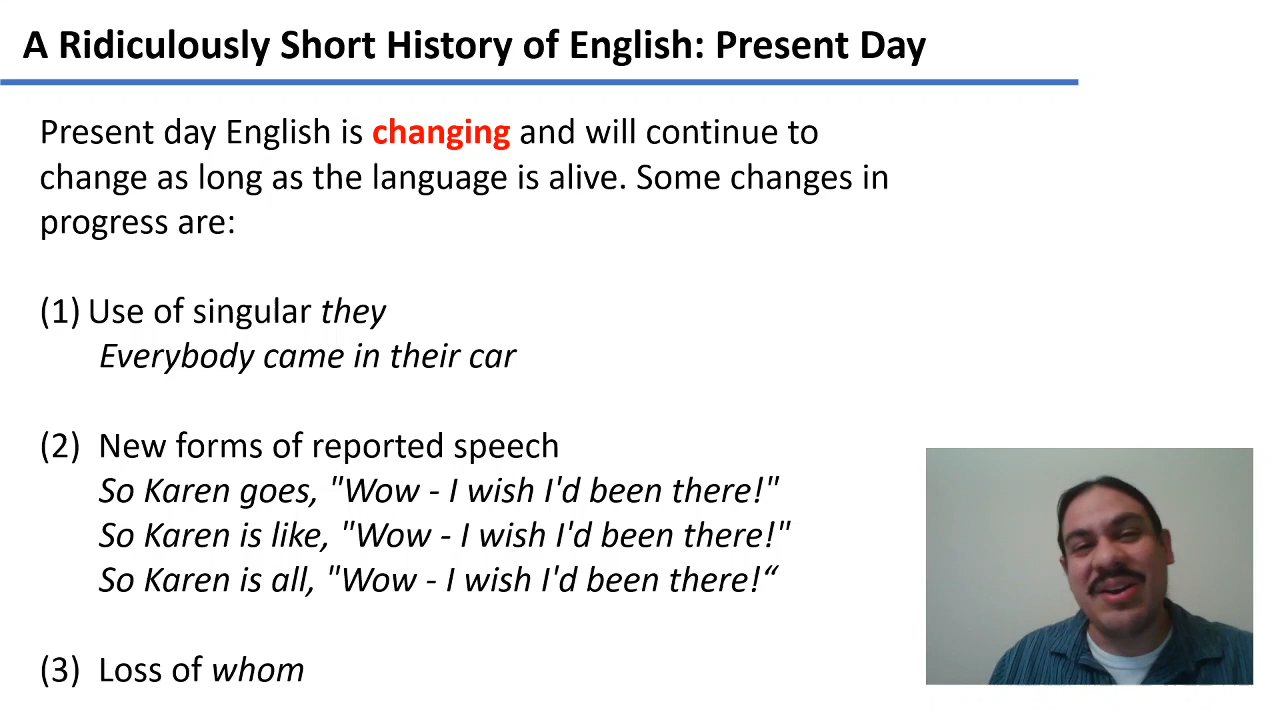 A Ridiculously Short History of English: Present Day
Present day English is changing and will continue to
change as long as the language is alive. Some changes in
progress are:
(1) Use of singular they
Everybody came in their car
(2) New forms of reported speech
So Karen goes, "Wow - I wish I'd been there!"
So Karen is like, "Wow - I wish I'd been there!"
So Karen is all, "Wow - I wish I'd been there!“
(3) Loss of whom